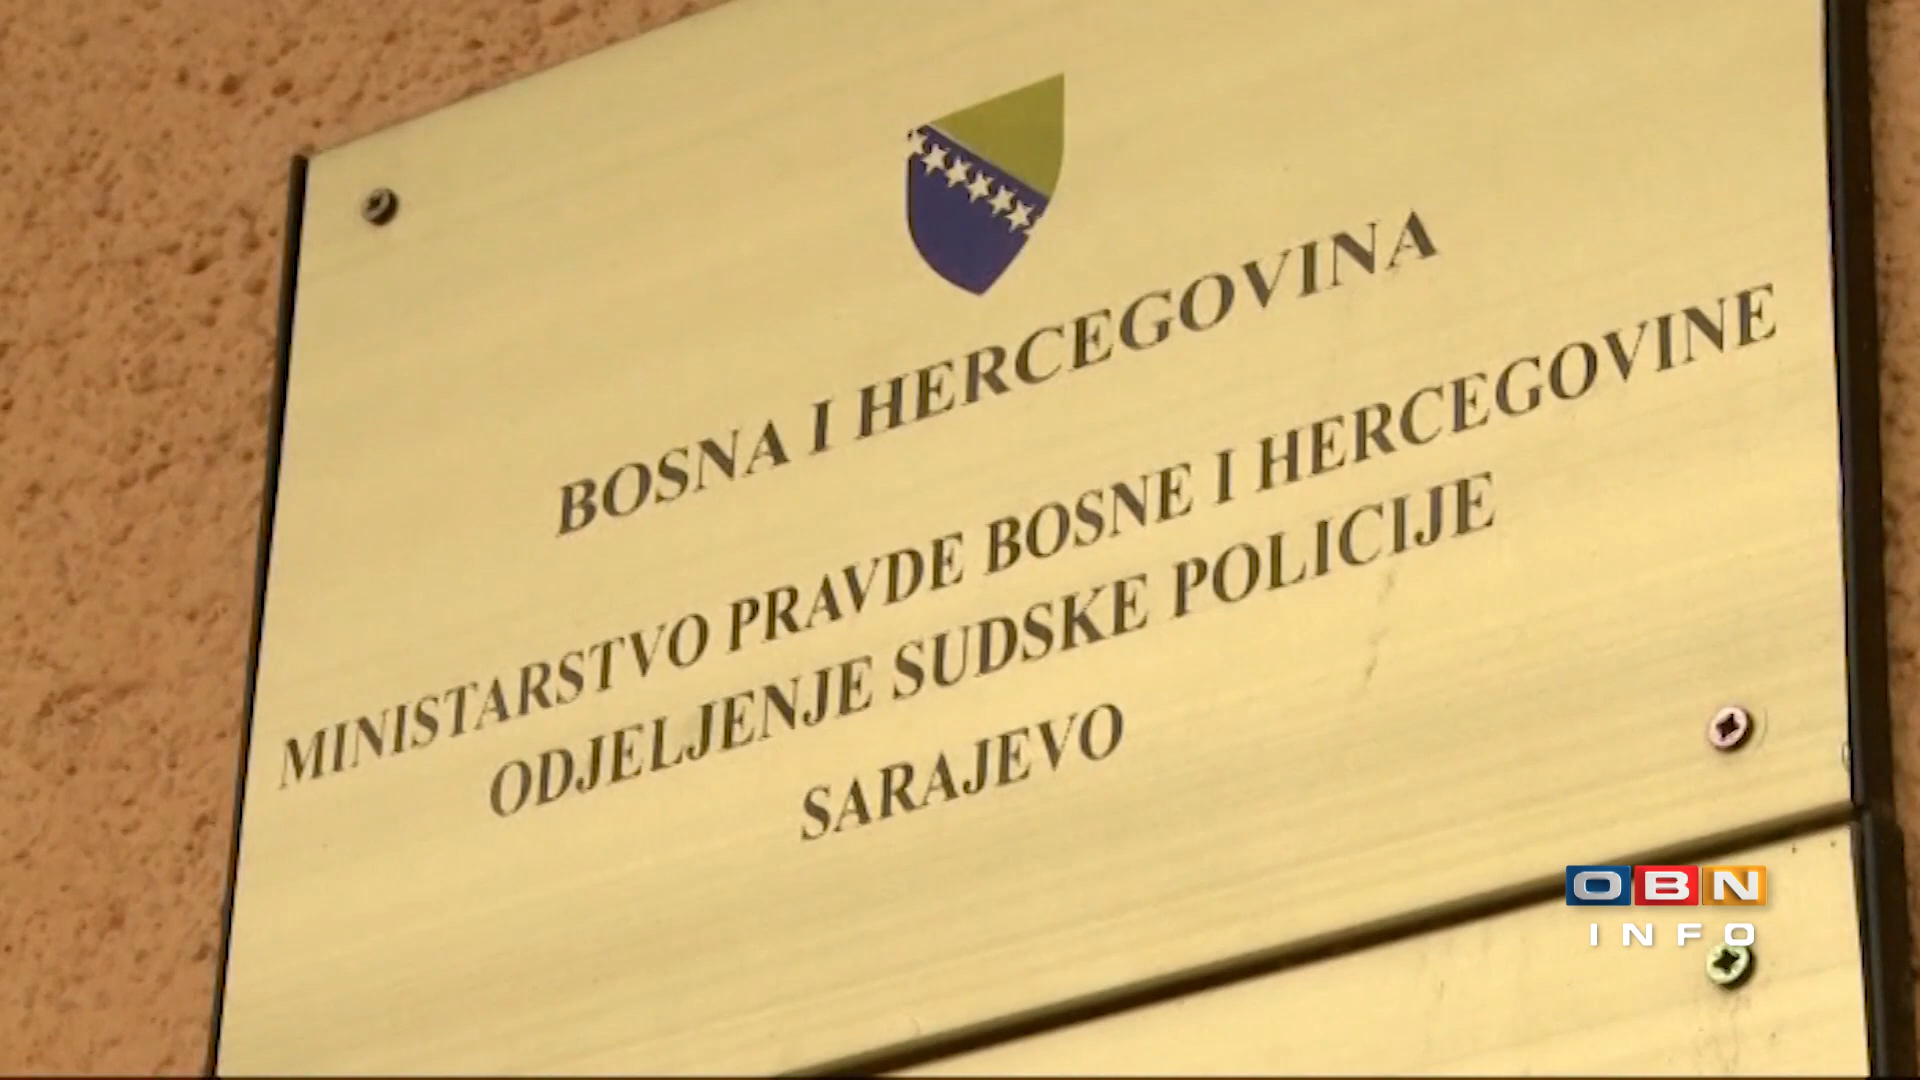 BOSNA I HERCEGOVINA
MINISTARSTVO PRAVDE BOSNE I HERCEGOVINE
ODJELJENJE SUDSKE POLICIJE
SARAJEVO
OBN
INFO